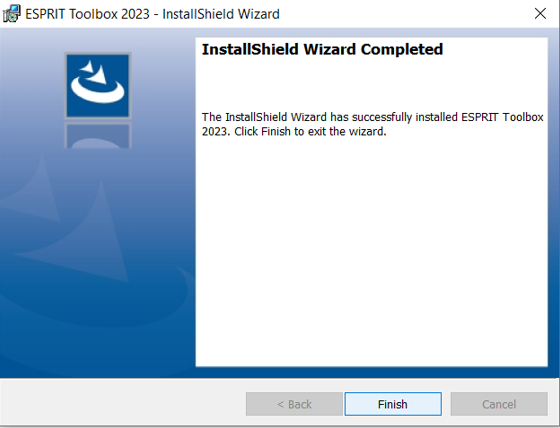 ESPRIT Toolbox 2023 - InstallShield Wizard
InstallShield Wizard Completed
The InstallShield Wizard has successfully installed ESPRIT Toolbox
2023. Click Finish to exit the wizard.
< Back
Finish
Cancel